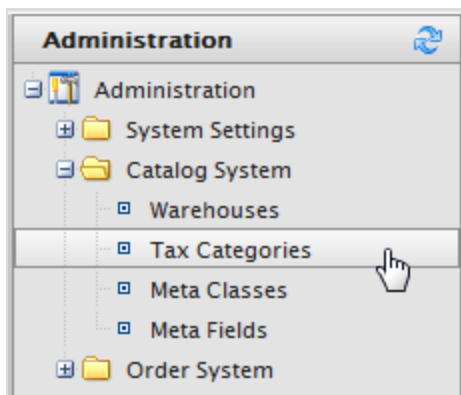 Administration
Administration
System Settings
Catalog System
Warehouses
Tax Categories
Meta Classes
Meta Fields
Order System